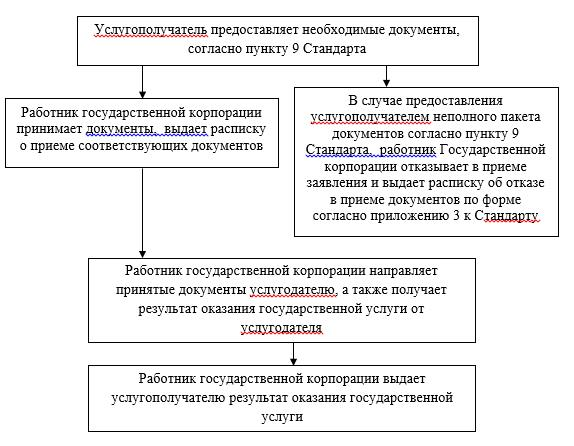 Услугополучатель предоставляет необходимые документы,
согласно пункту 9 Стандарта
Работник государственной корпорации
принимает документы, выдает расписку
о приеме соответствующих документов
В случае предоставления
услугополучателем неполного пакета
документов согласно пункту 9
Стандарта, работник Государственной
корпорации отказывает в приеме
заявления и выдает расписку об отказе
в приеме документов по форме
согласно приложению 3 к Стандарту
Работник государственной корпорации направляет
принятые документы услугодателю, а также получает
результат оказания государственной услуги от
услугодателя
Работник государственной корпорации выдает
услугополучателю результат оказания государственной
услуги